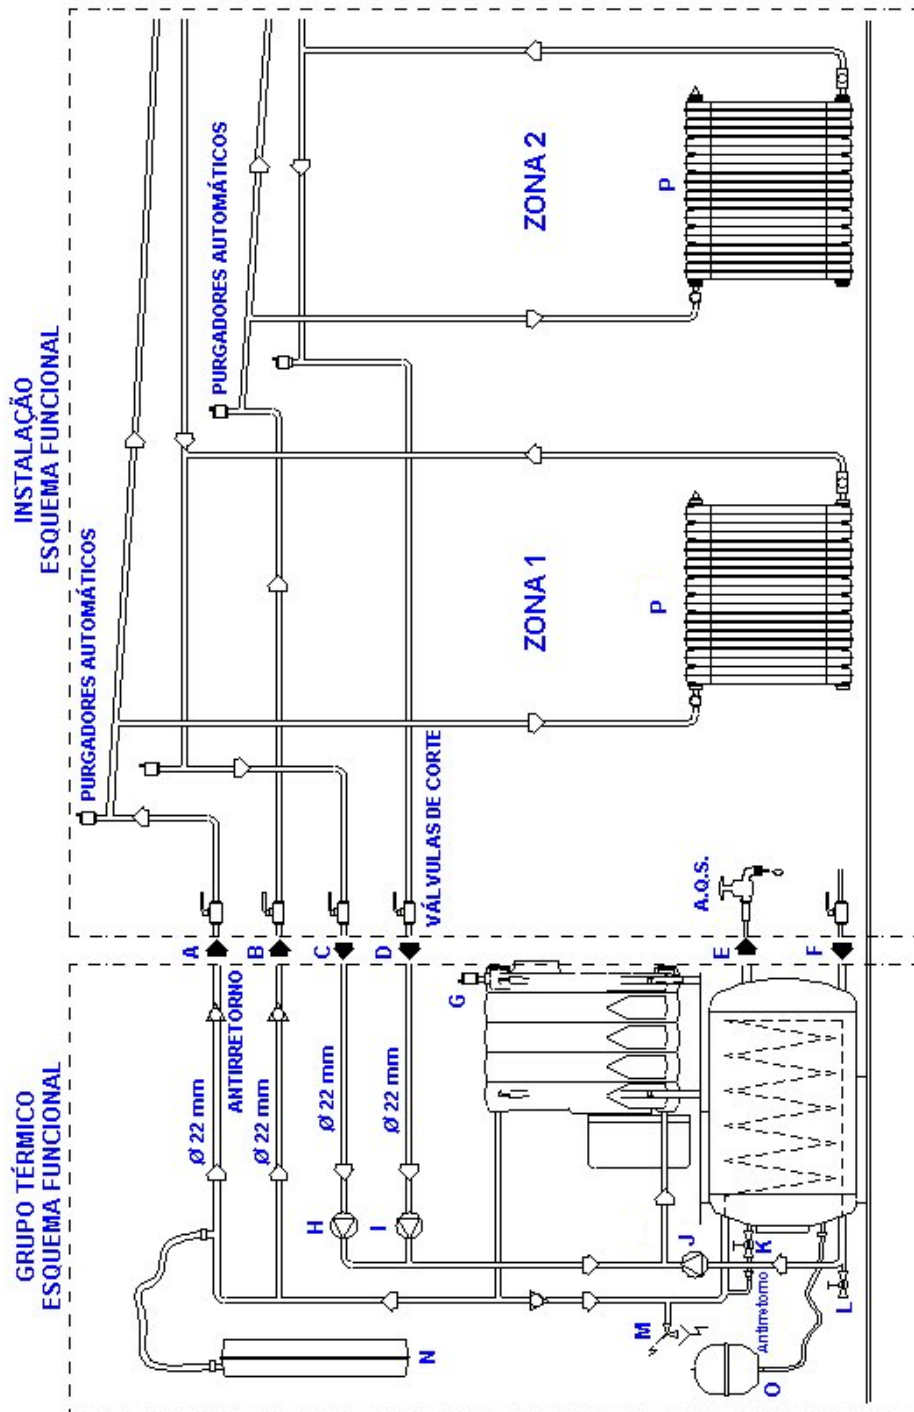 GRUPO TÉRMICO
ESQUEMA FUNCIONAL
INSTALAÇÃO
ESQUEMA FUNCIONAL
PURGADORES AUTOMÁTICOS
PURGADORES AUTOMÁTICOS
Ø 22 mm
ANTIRRETORNO
Ø 22 mm
Ø 22 mm
Ø 22 mm
A
B
C
D
VÁLVULAS DE CORTE
ZONA 1
ZONA 2
P
P
H
I
G
A.Q.S.
E
F
J
K
L
M
Antirretorno
N
O